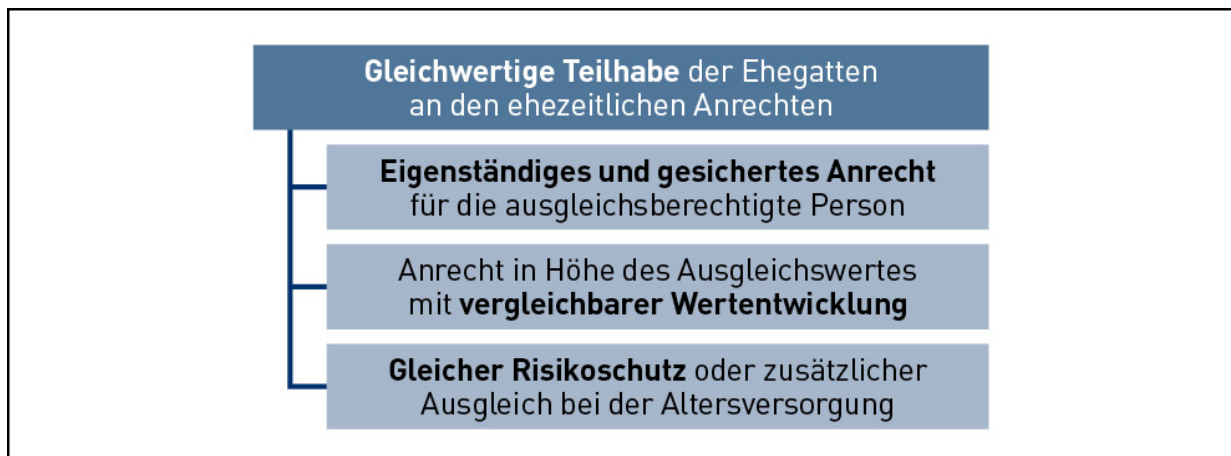 Gleichwertige Teilhabe der Ehegatten
an den ehezeitlichen Anrechten
Eigenständiges und gesichertes Anrecht
für die ausgleichsberechtigte Person
Anrecht in Höhe des Ausgleichswertes
mit vergleichbarer Wertentwicklung
Gleicher Risikoschutz oder zusätzlicher
Ausgleich bei der Altersversorgung